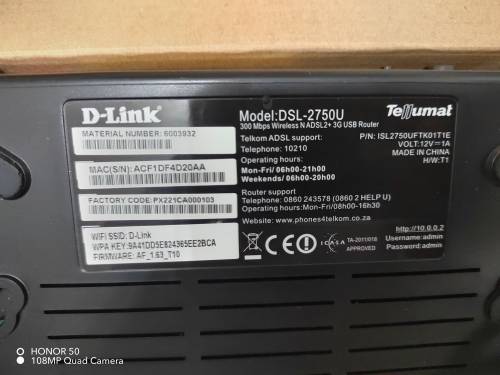 D-Link
Model:DSL-2750U
Tellumat
300 Mbps Wireless N ADSL2+ 3G USB Router
MATERIAL NUMBER: 6003932
Telkom ADSL support:
P/N: ISL2750UFTK01T1E
Telephone: 10210
VOLT:12V⎓1A
Operating hours:
MADE IN CHINA
MAC(S/N): ACF1DF4D20AA
Mon-Fri/ 06h00-21h00
H/W:T1
Weekends/ 06h00-20h00
Router support
FACTORY CODE: PX221CA000103
Telephone: 0860 243578 (0860 2 HELP U)
Operating hours:Mon-Fri/08h00-16h30
Website: www.phones4telkom.co.za
WIFI SSID: D-Link
WPA KEY:9A41DD5E824365EE2BCA
FIRMWARE: AF_1.63_T10
CE
ICASA
TA-2011/018
APPROVED
http://10.0.0.2
Username:admin
Password:admin
HONOR 50
108MP Quad Camera